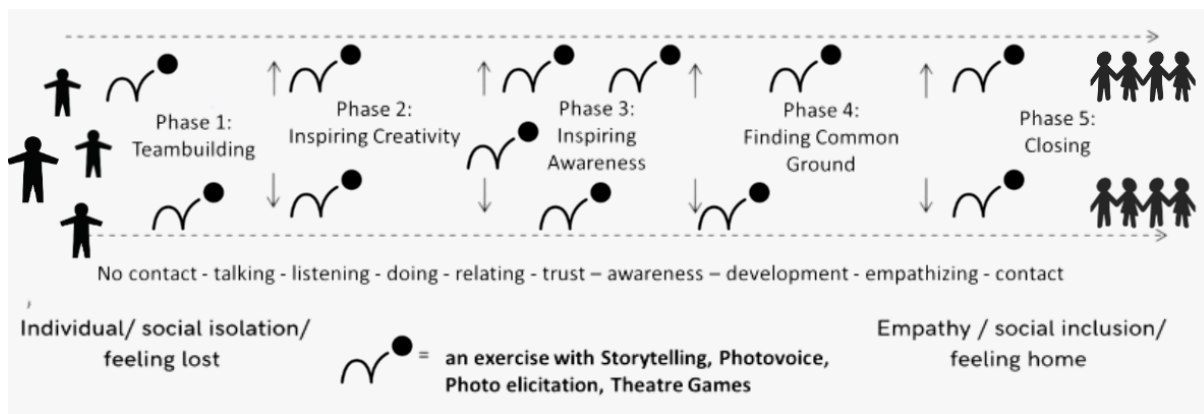 Phase 1:
Teambuilding
Phase 2:
Inspiring Creativity
Phase 3:
Inspiring
Awareness
Phase 4:
Finding Common
Ground
Phase 5:
Closing
No contact - talking - listening - doing - relating - trust – awareness – development - empathizing - contact
,
Individual/ social isolation/
feeling lost
= an exercise with Storytelling, Photovoice,
Photo elicitation, Theatre Games
Empathy / social inclusion/
feeling home